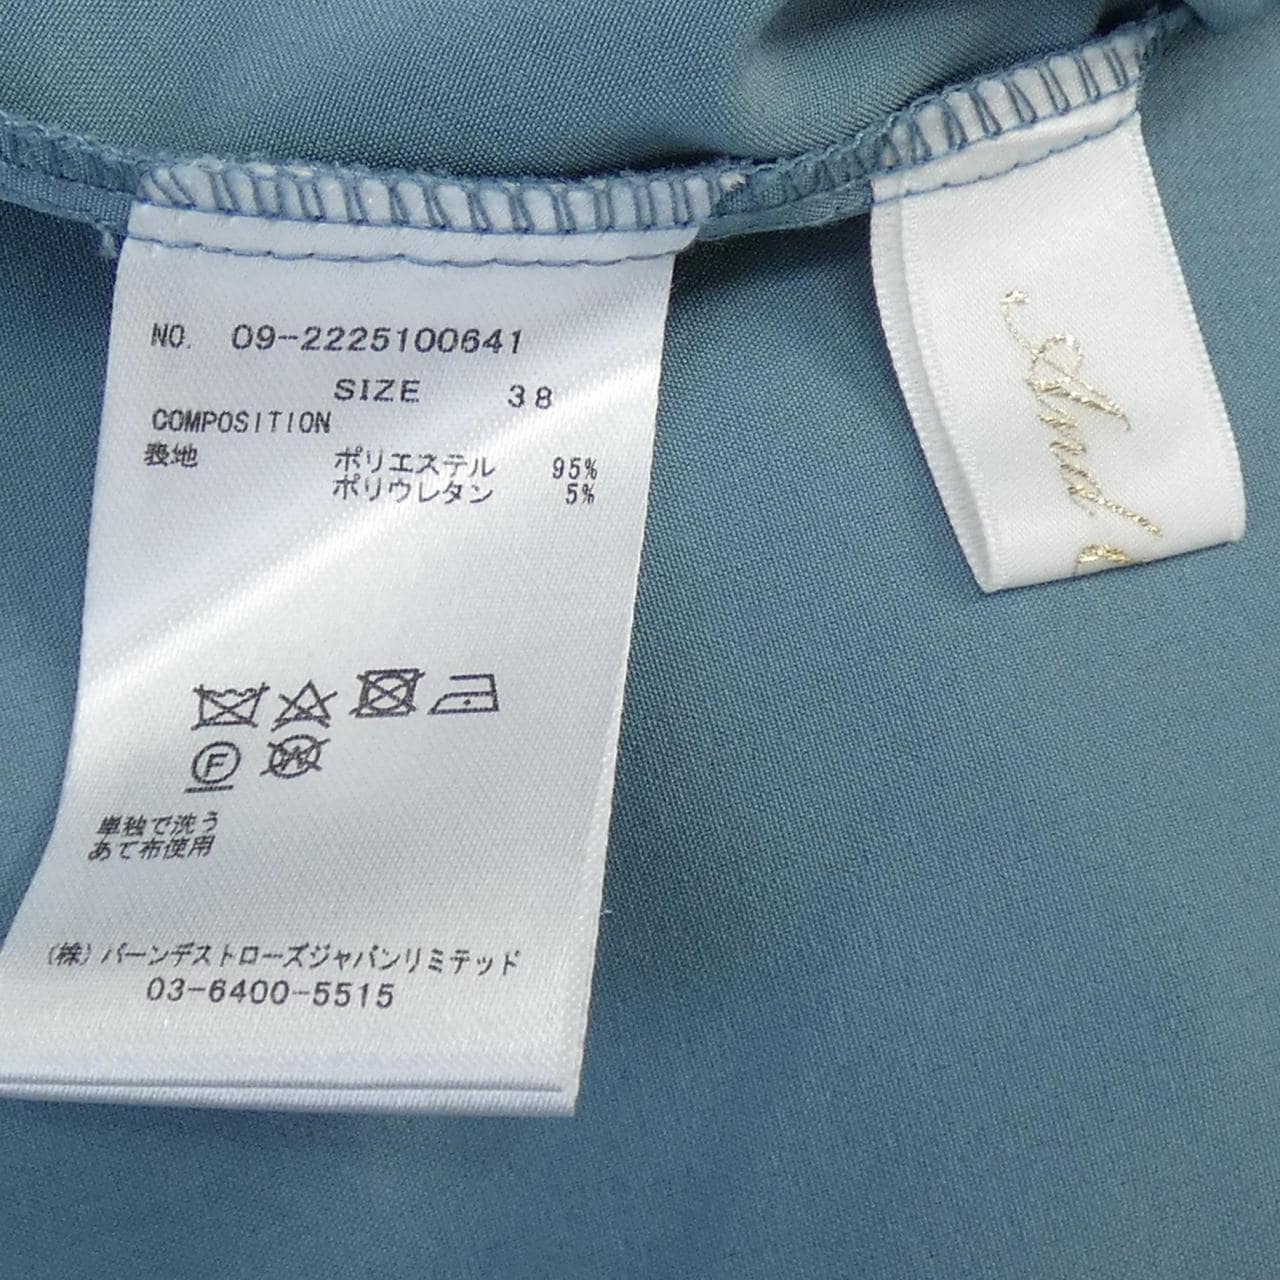 NO. 09-2225100641
SIZE 38
COMPOSITION
表地 ポリエステル 95%
ポリウレタン 5%
F
W
単独で洗う
あて布使用
(株)バーンデストローズジャパンリミテッド
03-6400-5515